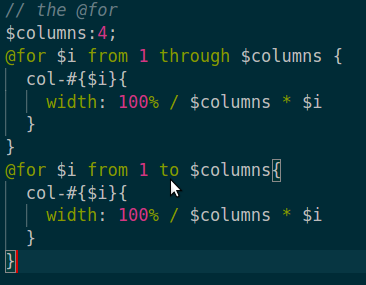 // the @for
$columns:4;
@for $i from 1 through $columns {
col-#{$i}{
width: 100% / $columns * $i
}
}
@for $i from 1 to $columns{
col-#{$i}{
width: 100% / $columns * $i
}
}